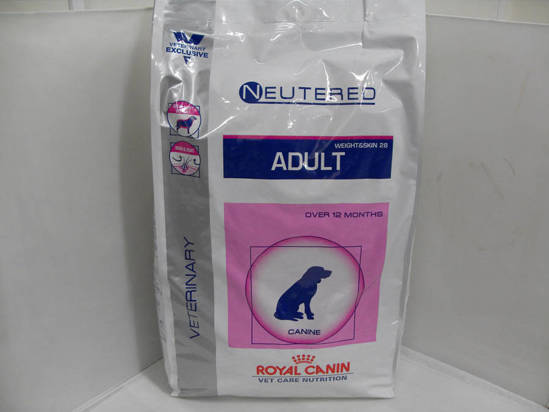 VETERINARY
EXCLUSIVE
NEUTERED
WEIGHT&SKIN 28
ADULT
OVER 12 MONTHS
CANINE
VETERINARY
ROYAL CANIN
VET CARE NUTRITION